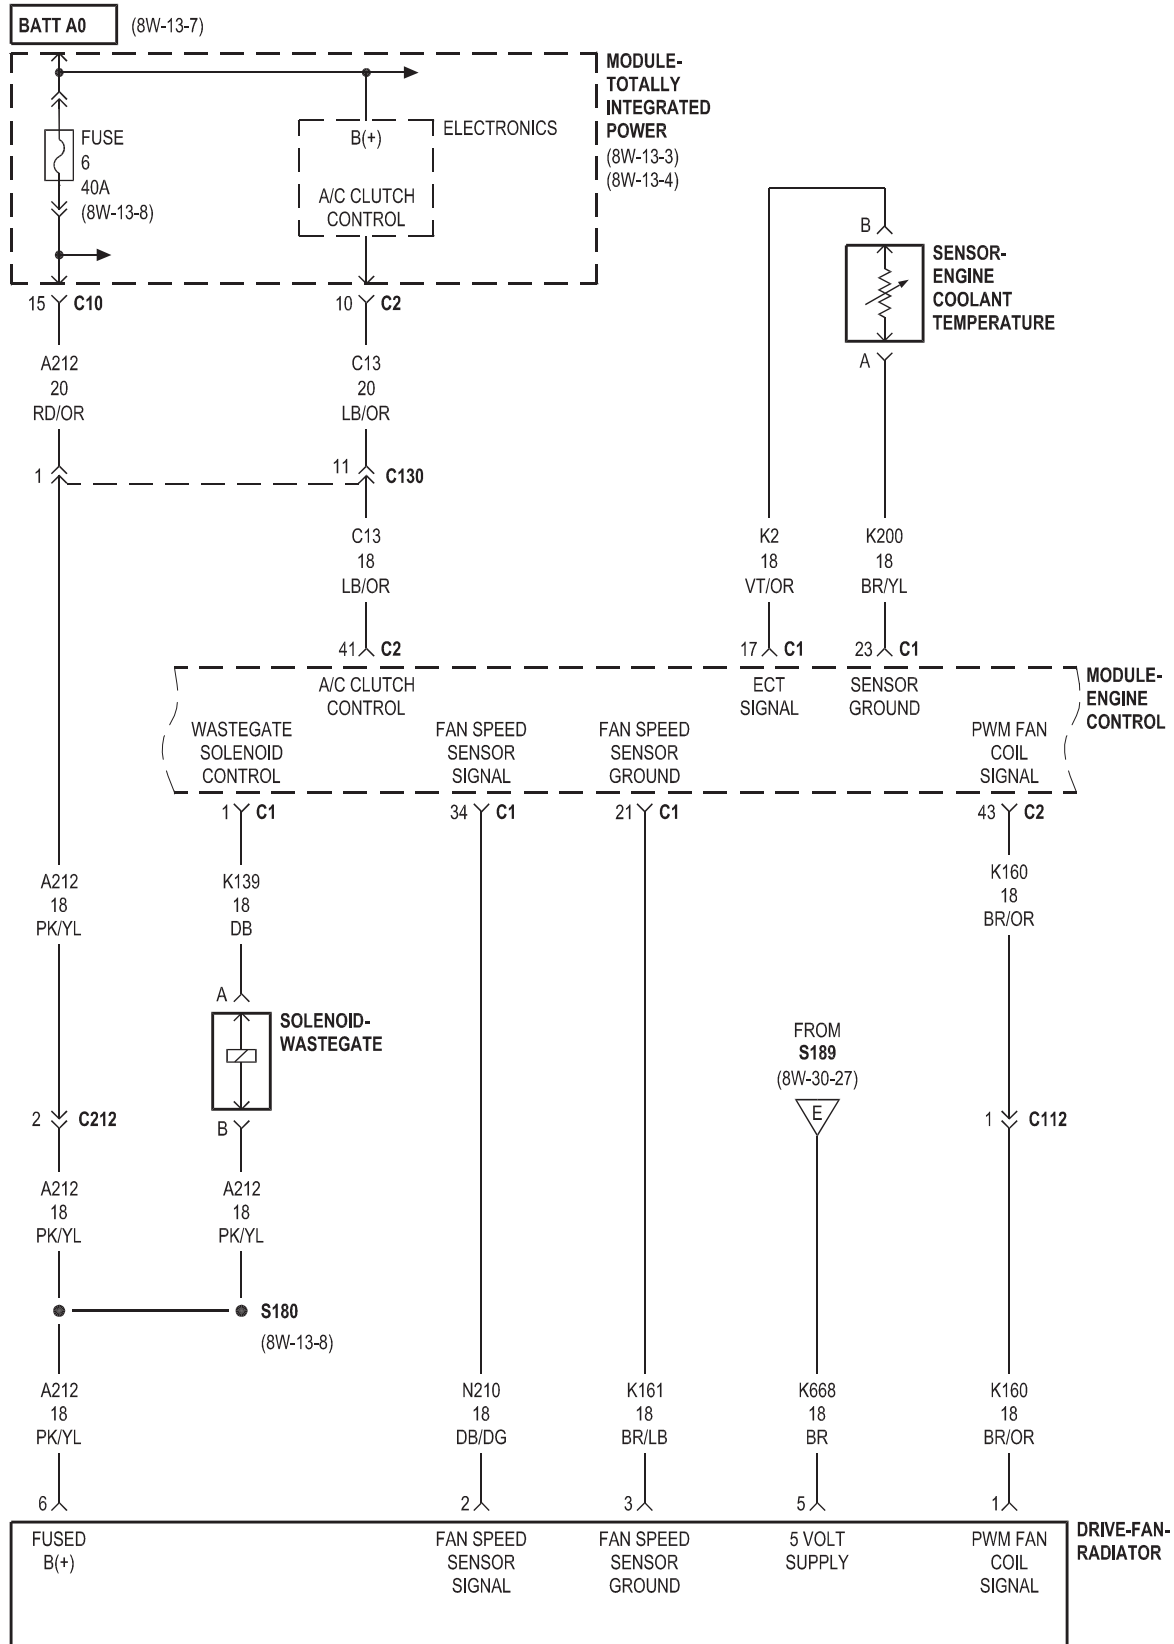 BATT A0 (8W-13-7)
MODULE-
TOTALLY
INTEGRATED
POWER
(8W-13-3)
(8W-13-4)
FUSE
6
40A
(8W-13-8)
B(+)
ELECTRONICS
A/C CLUTCH
CONTROL
B
SENSOR-
ENGINE
COOLANT
TEMPERATURE
A
15 C10
10 C2
A212
20
RD/OR
C13
20
LB/OR
1
11 C130
C13
18
LB/OR
K2
18
VT/OR
K200
18
BR/YL
41 C2
17 C1
23 C1
A/C CLUTCH
CONTROL
ECT
SIGNAL
SENSOR
GROUND
MODULE-
ENGINE
CONTROL
WASTEGATE
SOLENOID
CONTROL
FAN SPEED
SENSOR
SIGNAL
FAN SPEED
SENSOR
GROUND
PWM FAN
COIL
SIGNAL
1 C1
34 C1
21 C1
43 C2
A212
18
PK/YL
K139
18
DB
K160
18
BR/OR
A
SOLENOID-
WASTEGATE
B
FROM
S189
(8W-30-27)
E
2 C212
1 C112
A212
18
PK/YL
A212
18
PK/YL
S180
(8W-13-8)
A212
18
PK/YL
N210
18
DB/DG
K161
18
BR/LB
K668
18
BR
K160
18
BR/OR
6
2
3
5
1
FUSED
B(+)
FAN SPEED
SENSOR
SIGNAL
FAN SPEED
SENSOR
GROUND
5 VOLT
SUPPLY
PWM FAN
COIL
SIGNAL
DRIVE-FAN-
RADIATOR